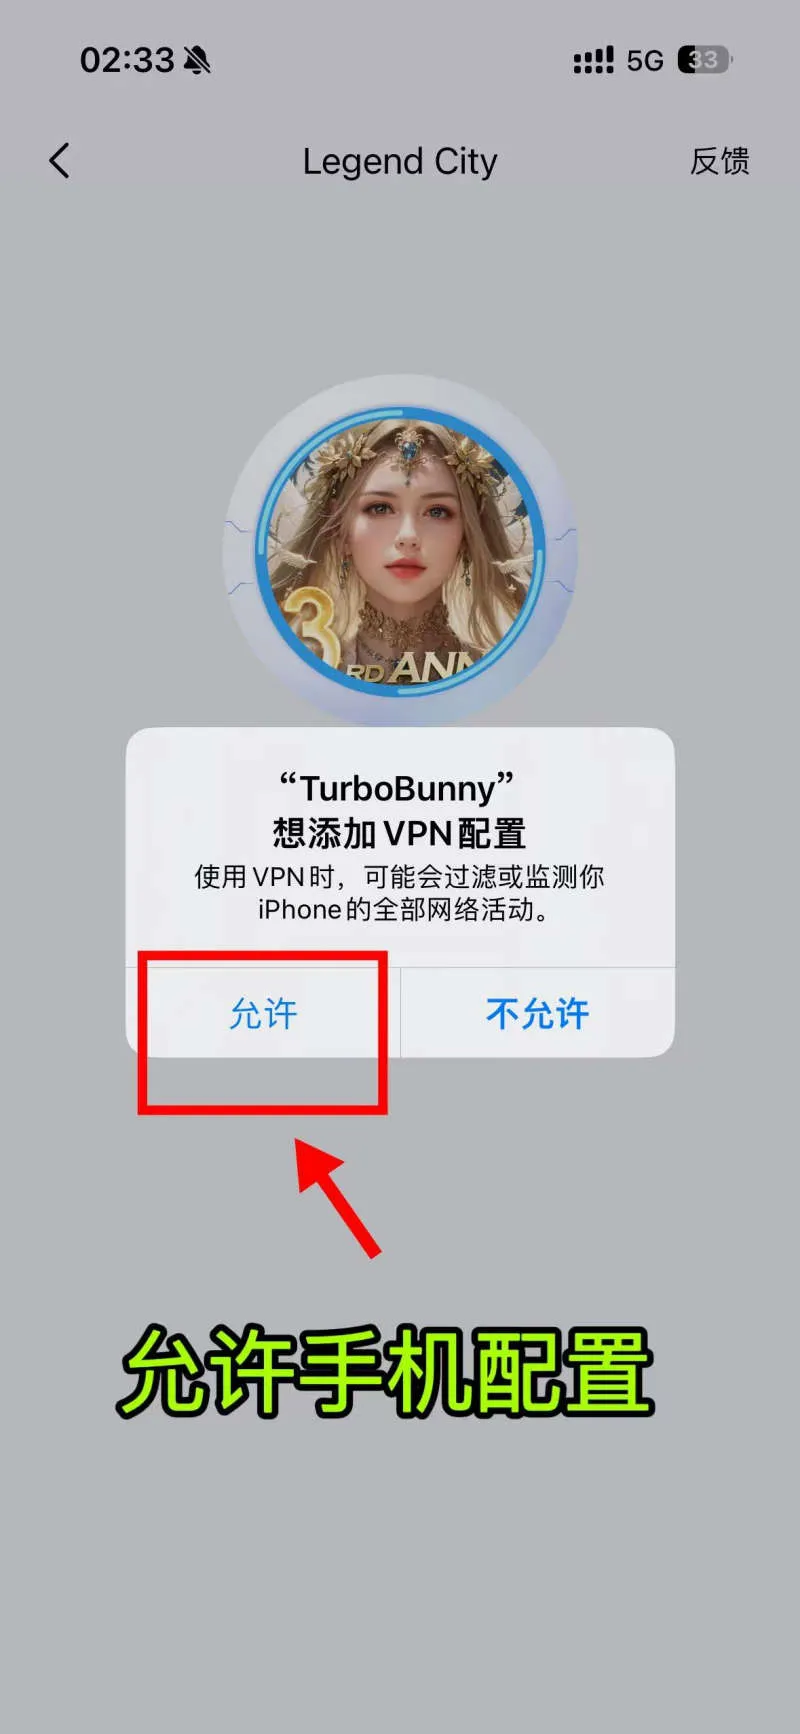 02:33
5G
33
Legend City
反馈
3
RD ANN
“TurboBunny”
想添加 VPN 配置
使用 VPN 时，可能会过滤或监测你
iPhone 的全部网络活动。
允许
不允许
允许手机配置